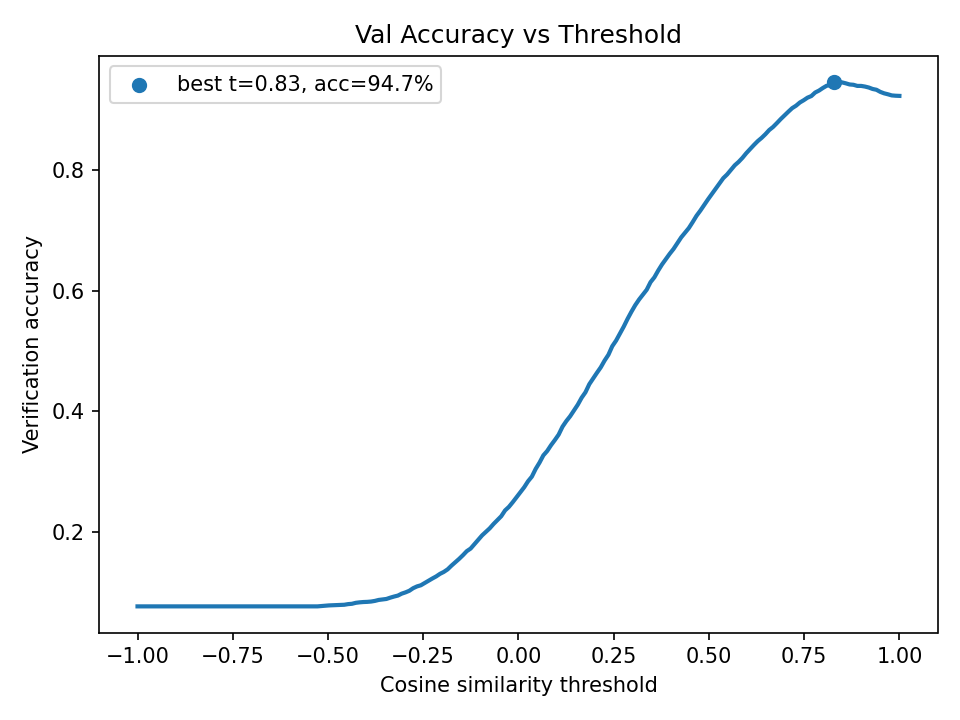 Val Accuracy vs Threshold
best t=0.83, acc=94.7%
Verification accuracy
0.8
0.6
0.4
0.2
−1.00 −0.75 −0.50 −0.25 0.00 0.25 0.50 0.75 1.00
Cosine similarity threshold